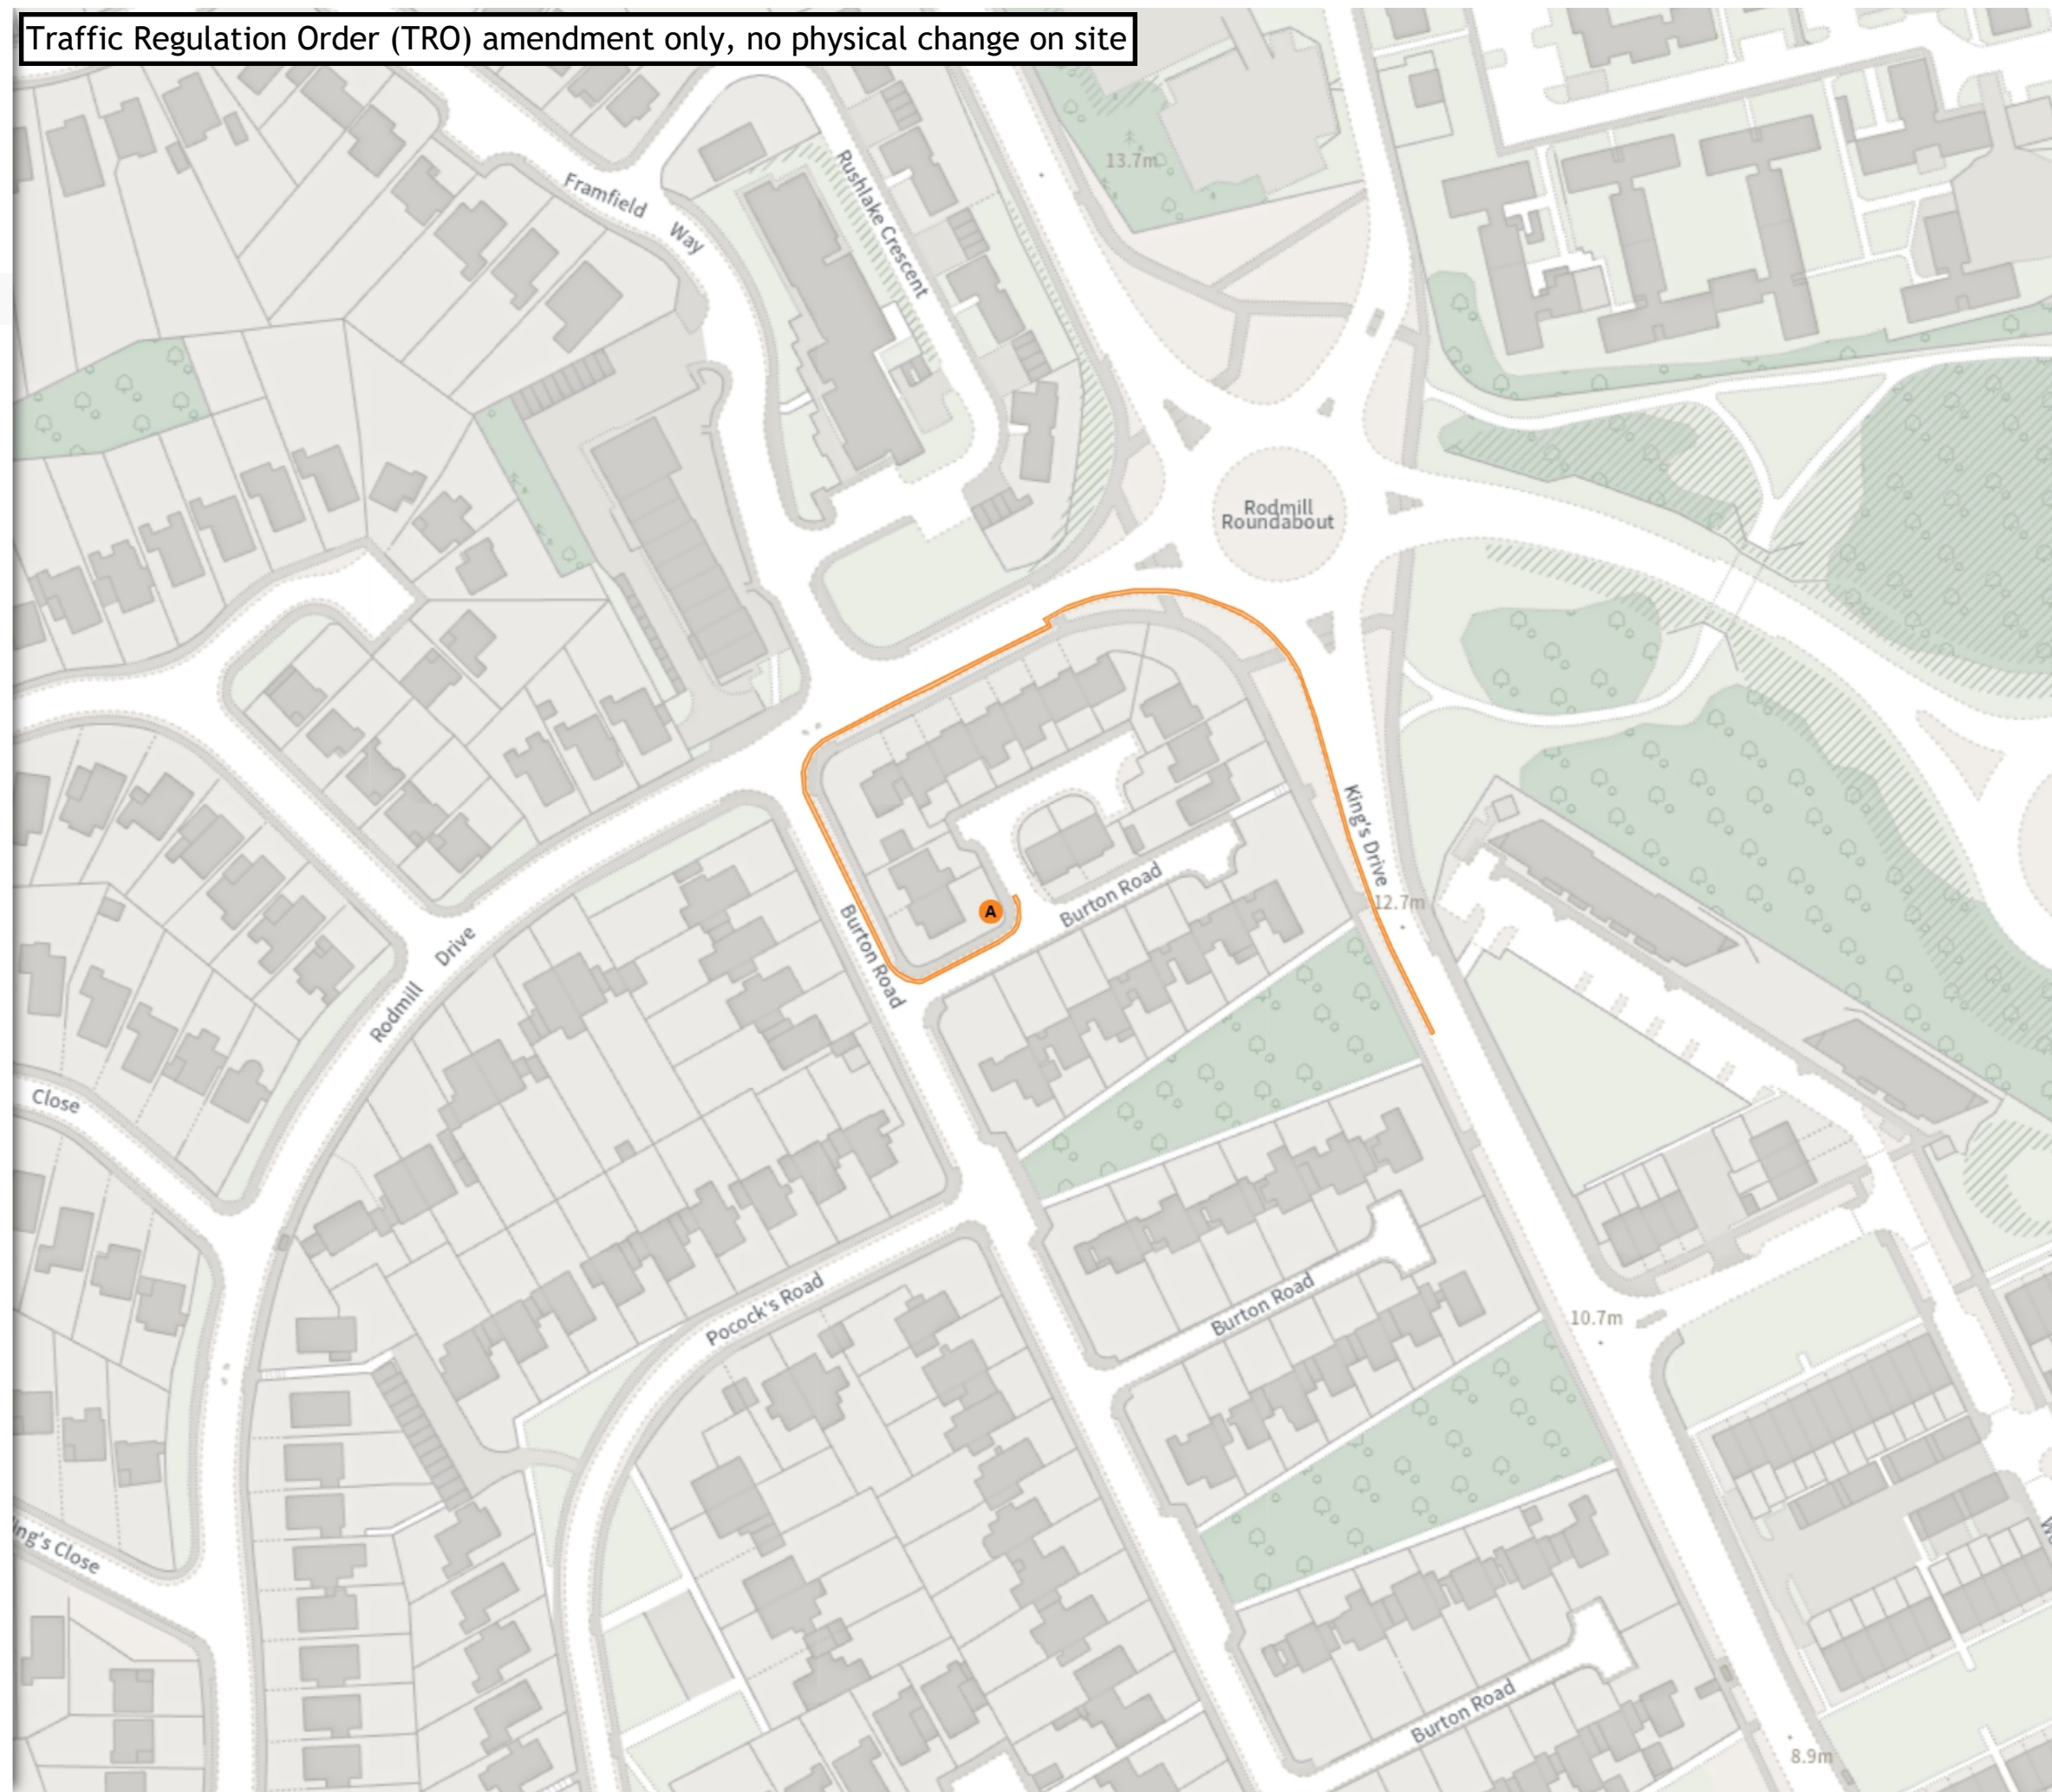 Traffic Regulation Order (TRO) amendment only, no physical change on site
13.7m
Framfield
Way
Rushlake Crescent
Rodmill
Roundabout
King's Drive
12.7m
A
Burton Road
Burton Road
Rodmill
Drive
Close
Pocock's Road
Burton Road
10.7m
ing's Close
Burton Road
8.9m